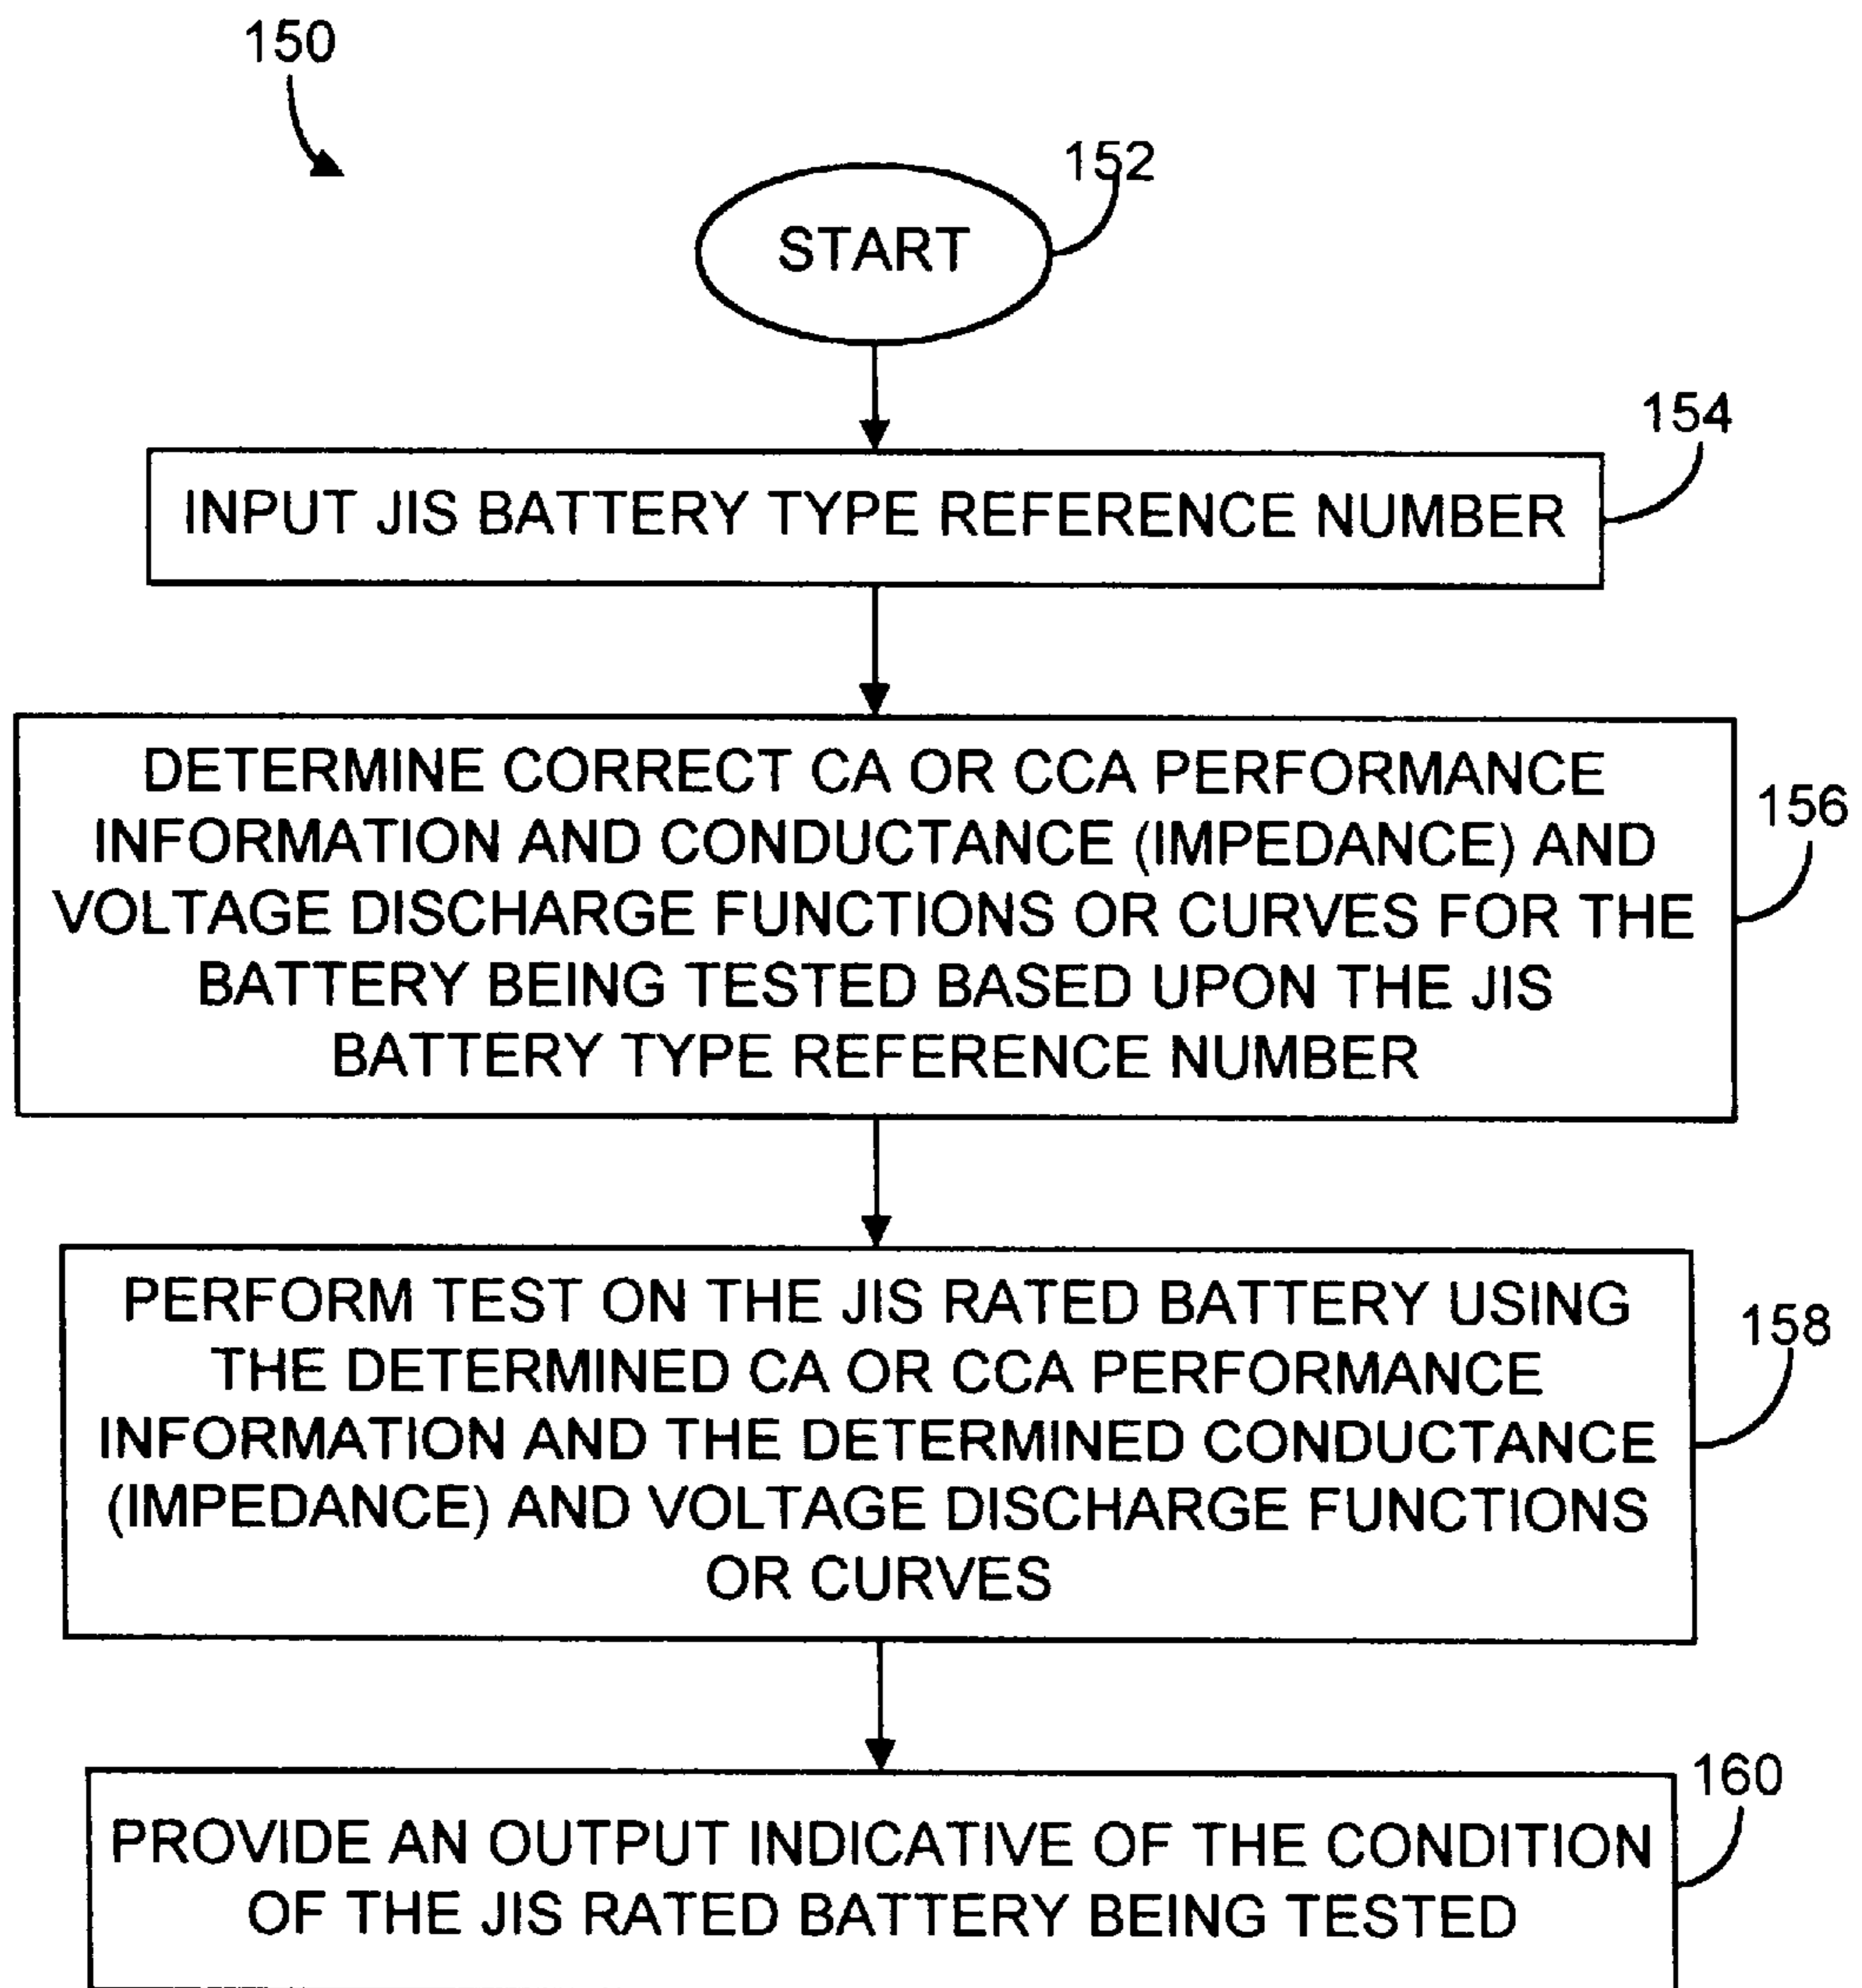 150
152
START
154
INPUT JIS BATTERY TYPE REFERENCE NUMBER
DETERMINE CORRECT CA OR CCA PERFORMANCE
INFORMATION AND CONDUCTANCE (IMPEDANCE) AND
VOLTAGE DISCHARGE FUNCTIONS OR CURVES FOR THE
BATTERY BEING TESTED BASED UPON THE JIS
BATTERY TYPE REFERENCE NUMBER
156
PERFORM TEST ON THE JIS RATED BATTERY USING
THE DETERMINED CA OR CCA PERFORMANCE
INFORMATION AND THE DETERMINED CONDUCTANCE
(IMPEDANCE) AND VOLTAGE DISCHARGE FUNCTIONS
OR CURVES
158
160
PROVIDE AN OUTPUT INDICATIVE OF THE CONDITION
OF THE JIS RATED BATTERY BEING TESTED